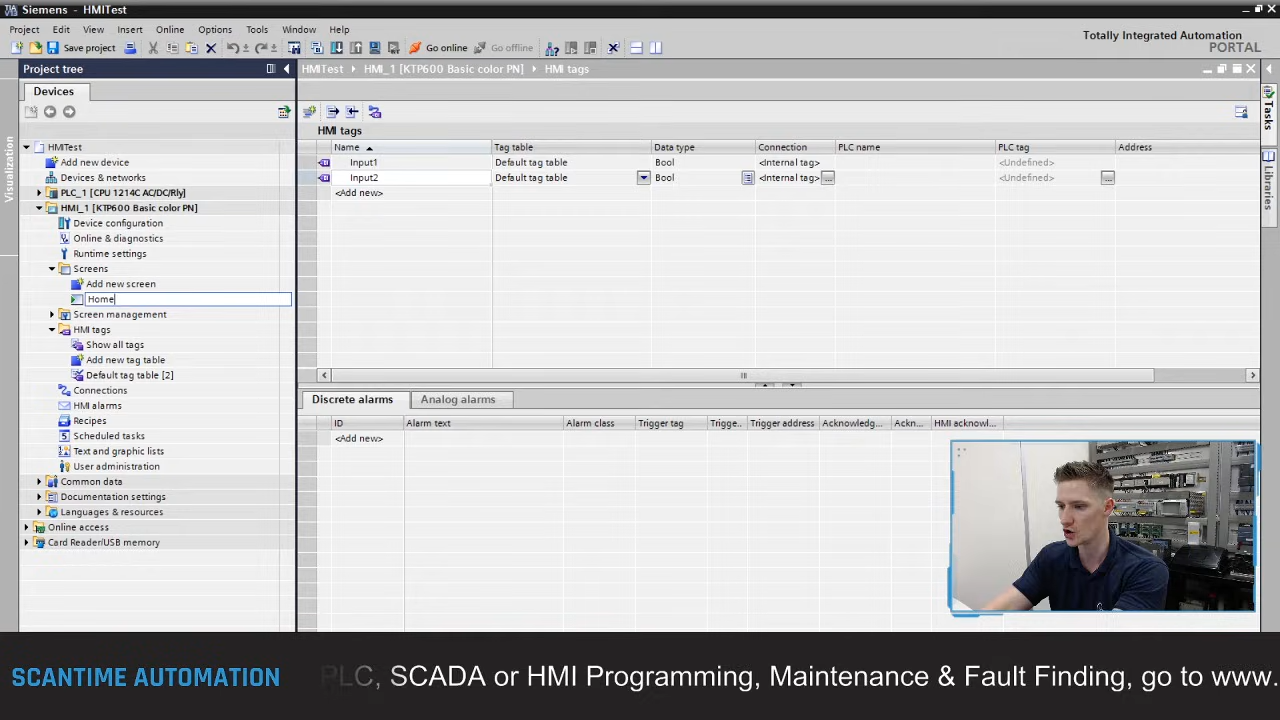 Siemens - HMITest
Project Edit View Insert Online Options Tools Window Help
Totally Integrated Automation
PORTAL
Save project Go online Go offline
Project tree
HMITest HMI_1 [KTP600 Basic color PN] HMI tags
Devices
Visualization
Tasks
Libraries
HMITest
Add new device
Devices & networks
PLC_1 [CPU 1214C AC/DC/Rly]
HMI_1 [KTP600 Basic color PN]
Device configuration
Online & diagnostics
Runtime settings
Screens
Add new screen
Home
Screen management
HMI tags
Show all tags
Add new tag table
Default tag table [2]
Connections
HMI alarms
Recipes
Scheduled tasks
Text and graphic lists
User administration
Common data
Documentation settings
Languages & resources
Online access
Card Reader/USB memory
HMI tags
Name Tag table Data type Connection PLC name PLC tag Address
Input1 Default tag table Bool <Internal tag> <Undefined>
Input2 Default tag table Bool <Internal tag> ... <Undefined> ...
<Add new>
Discrete alarms Analog alarms
ID Alarm text Alarm class Trigger tag Trigge.. Trigger address Acknowledg... Ackn... HMI acknowl...
<Add new>
SCANTIME AUTOMATION
PLC, SCADA or HMI Programming, Maintenance & Fault Finding, go to www.